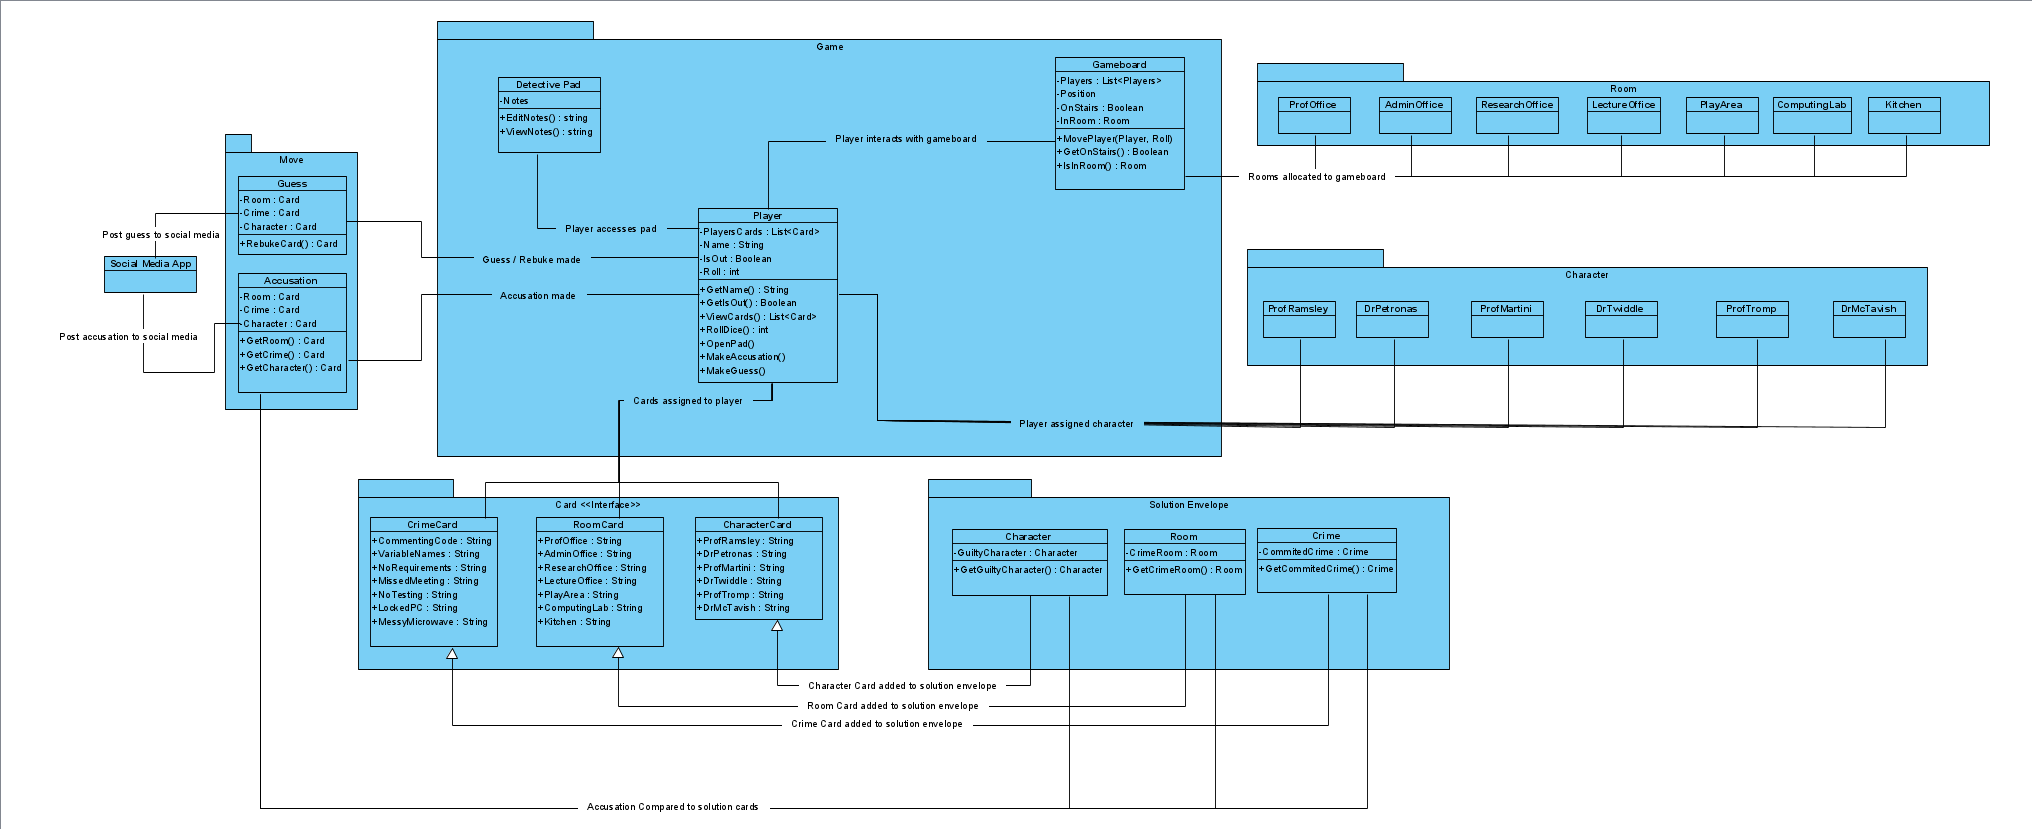 Game
Detective Pad
-Notes
+EditNotes() : string
+ViewNotes() : string
Gameboard
-Players : List<Players>
-Position
-OnStairs : Boolean
-InRoom : Room
+MovePlayer(Player, Roll)
+GetOnStairs() : Boolean
+IsInRoom() : Room
Player interacts with gameboard
Player accesses pad
Player
-PlayersCards : List<Card>
-Name : String
-IsOut : Boolean
-Roll : int
+GetName() : String
+GetIsOut() : Boolean
+ViewCards() : List<Card>
+RollDice() : int
+OpenPad()
+MakeAccusation()
+MakeGuess()
Guess / Rebuke made
Accusation made
Cards assigned to player
Player assigned character
Room
ProfOffice
AdminOffice
ResearchOffice
LectureOffice
PlayArea
ComputingLab
Kitchen
Rooms allocated to gameboard
Move
Guess
-Room : Card
-Crime : Card
-Character : Card
+RebukeCard() : Card
Accusation
-Room : Card
-Crime : Card
-Character : Card
+GetRoom() : Card
+GetCrime() : Card
+GetCharacter() : Card
Post guess to social media
Social Media App
Post accusation to social media
Character
ProfRamsley
DrPetronas
ProfMartini
DrTwiddle
ProfTromp
DrMcTavish
Card <<Interface>>
CrimeCard
+CommentingCode : String
+VariableNames : String
+NoRequirements : String
+MissedMeeting : String
+NoTesting : String
+LockedPC : String
+MessyMicrowave : String
RoomCard
+ProfOffice : String
+AdminOffice : String
+ResearchOffice : String
+LectureOffice : String
+PlayArea : String
+ComputingLab : String
+Kitchen : String
CharacterCard
+ProfRamsley : String
+DrPetronas : String
+ProfMartini : String
+DrTwiddle : String
+ProfTromp : String
+DrMcTavish : String
Solution Envelope
Character
-GuiltyCharacter : Character
+GetGuiltyCharacter() : Character
Room
-CrimeRoom : Room
+GetCrimeRoom() : Room
Crime
-CommitedCrime : Crime
+GetCommitedCrime() : Crime
Character Card added to solution envelope
Room Card added to solution envelope
Crime Card added to solution envelope
Accusation Compared to solution cards